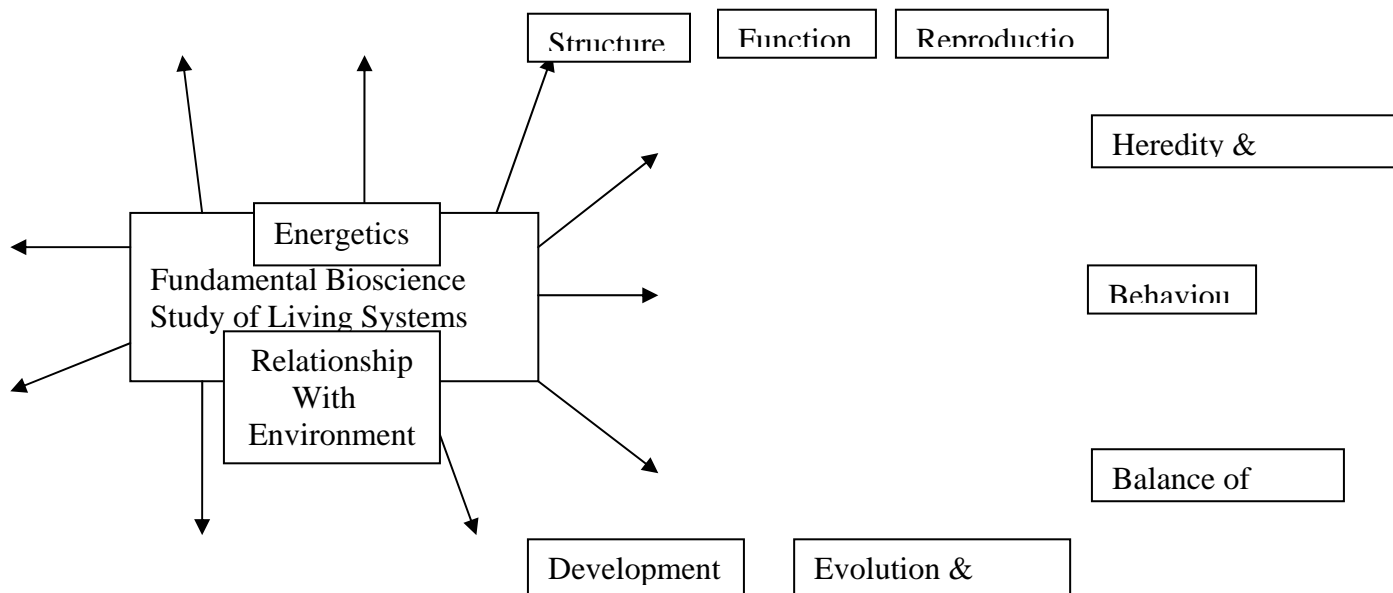 Structure
Function
Reproductio
Heredity &
Energetics
Fundamental Bioscience
Study of Living Systems
Behaviou
Relationship
With
Environment
Balance of
Development
Evolution &